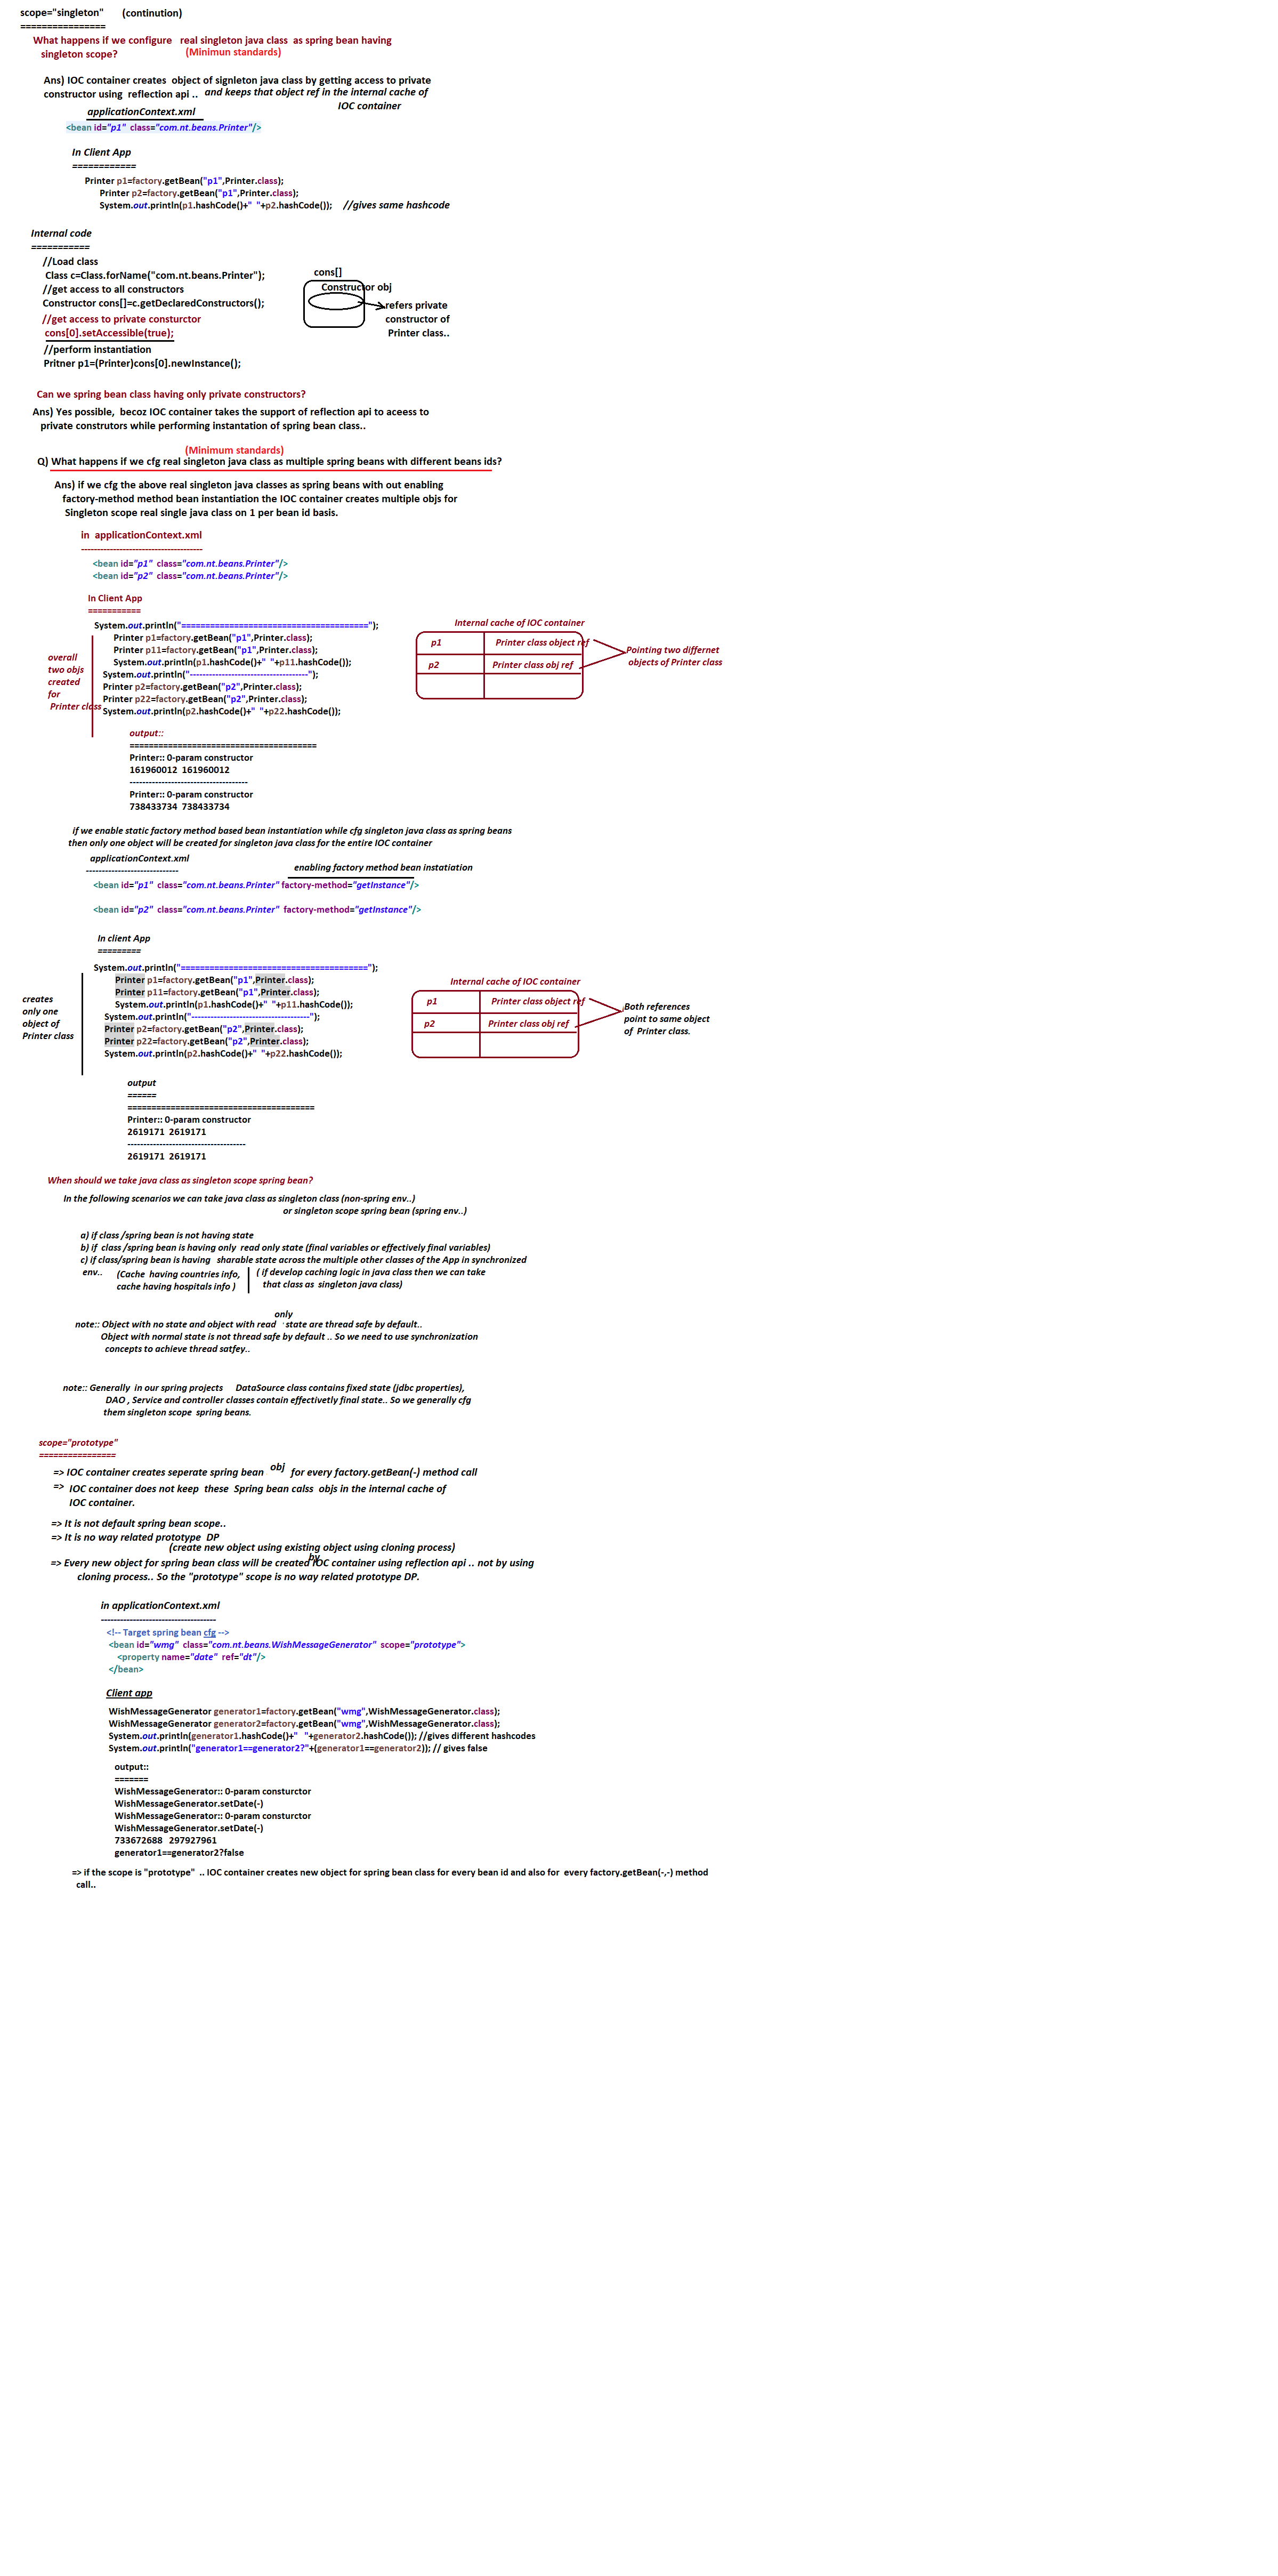 scope="singleton" (continution)
================
What happens if we configure real singleton java class as spring bean having
singleton scope? (Minimun standards)
Ans) IOC container creates object of signleton java class by getting access to private
constructor using reflection api .. and keeps that object ref in the internal cache of
IOC container
applicationContext.xml
<bean id="p1" class="com.nt.beans.Printer"/>
In Client App
============
Printer p1=factory.getBean("p1",Printer.class);
Printer p2=factory.getBean("p1",Printer.class);
System.out.println(p1.hashCode()+" "+p2.hashCode()); //gives same hashcode
Internal code
===========
//Load class
Class c=Class.forName("com.nt.beans.Printer");
//get access to all constructors
Constructor cons[]=c.getDeclaredConstructors();
//get access to private consturctor
cons[0].setAccessible(true);
//perform instantiation
Pritner p1=(Printer)cons[0].newInstance();
cons[]
Constructor obj
refers private
constructor of
Printer class..
Can we spring bean class having only private constructors?
Ans) Yes possible, becoz IOC container takes the support of reflection api to aceess to
private construtors while performing instantation of spring bean class..
(Minimum standards)
Q) What happens if we cfg real singleton java class as multiple spring beans with different beans ids?
Ans) if we cfg the above real singleton java classes as spring beans with out enabling
factory-method method bean instantiation the IOC container creates multiple objs for
Singleton scope real single java class on 1 per bean id basis.
in applicationContext.xml
--------------------------------------
<bean id="p1" class="com.nt.beans.Printer"/>
<bean id="p2" class="com.nt.beans.Printer"/>
In Client App
===========
System.out.println("=======================================");
Printer p1=factory.getBean("p1",Printer.class);
Printer p11=factory.getBean("p1",Printer.class);
System.out.println(p1.hashCode()+" "+p11.hashCode());
System.out.println("-------------------------------------");
Printer p2=factory.getBean("p2",Printer.class);
Printer p22=factory.getBean("p2",Printer.class);
System.out.println(p2.hashCode()+" "+p22.hashCode());
overall
two objs
created
for
Printer class
Internal cache of IOC container
p1 Printer class object ref
p2 Printer class obj ref
Pointing two differnet
objects of Printer class
output::
=======================================
Printer:: 0-param constructor
161960012 161960012
-------------------------------------
Printer:: 0-param constructor
738433734 738433734
if we enable static factory method based bean instantiation while cfg singleton java class as spring beans
then only one object will be created for singleton java class for the entire IOC container
applicationContext.xml
-----------------------------
enabling factory method bean instatiation
<bean id="p1" class="com.nt.beans.Printer" factory-method="getInstance"/>
<bean id="p2" class="com.nt.beans.Printer" factory-method="getInstance"/>
In client App
=========
System.out.println("=======================================");
Printer p1=factory.getBean("p1",Printer.class);
Printer p11=factory.getBean("p1",Printer.class);
System.out.println(p1.hashCode()+" "+p11.hashCode());
System.out.println("-------------------------------------");
Printer p2=factory.getBean("p2",Printer.class);
Printer p22=factory.getBean("p2",Printer.class);
System.out.println(p2.hashCode()+" "+p22.hashCode());
creates
only one
object of
Printer class
Internal cache of IOC container
p1 Printer class object ref
p2 Printer class obj ref
Both references
point to same object
of Printer class.
output
======
=======================================
Printer:: 0-param constructor
2619171 2619171
-------------------------------------
2619171 2619171
When should we take java class as singleton scope spring bean?
In the following scenarios we can take java class as singleton class (non-spring env..)
or singleton scope spring bean (spring env..)
a) if class /spring bean is not having state
b) if class /spring bean is having only read only state (final variables or effectively final variables)
c) if class/spring bean is having sharable state across the multiple other classes of the App in synchronized
env.. (Cache having countries info,
cache having hospitals info )
( if develop caching logic in java class then we can take
that class as singleton java class)
only
note:: Object with no state and object with read state are thread safe by default..
Object with normal state is not thread safe by default .. So we need to use synchronization
concepts to achieve thread satfey..
note:: Generally in our spring projects DataSource class contains fixed state (jdbc properties),
DAO , Service and controller classes contain effectivetly final state.. So we generally cfg
them singleton scope spring beans.
scope="prototype"
================
=> IOC container creates seperate spring bean obj for every factory.getBean(-) method call
=> IOC container does not keep these Spring bean calss objs in the internal cache of
IOC container.
=> It is not default spring bean scope..
=> It is no way related prototype DP
(create new object using existing object using cloning process)
by
=> Every new object for spring bean class will be created IOC container using reflection api .. not by using
cloning process.. So the "prototype" scope is no way related prototype DP.
in applicationContext.xml
------------------------------------
<!-- Target spring bean cfg -->
<bean id="wmg" class="com.nt.beans.WishMessageGenerator" scope="prototype">
<property name="date" ref="dt"/>
</bean>
Client app
WishMessageGenerator generator1=factory.getBean("wmg",WishMessageGenerator.class);
WishMessageGenerator generator2=factory.getBean("wmg",WishMessageGenerator.class);
System.out.println(generator1.hashCode()+" "+generator2.hashCode()); //gives different hashcodes
System.out.println("generator1==generator2?"+(generator1==generator2)); // gives false
output::
=======
WishMessageGenerator:: 0-param consturctor
WishMessageGenerator.setDate(-)
WishMessageGenerator:: 0-param consturctor
WishMessageGenerator.setDate(-)
733672688 297927961
generator1==generator2?false
=> if the scope is "prototype" .. IOC container creates new object for spring bean class for every bean id and also for every factory.getBean(-,-) method
call..